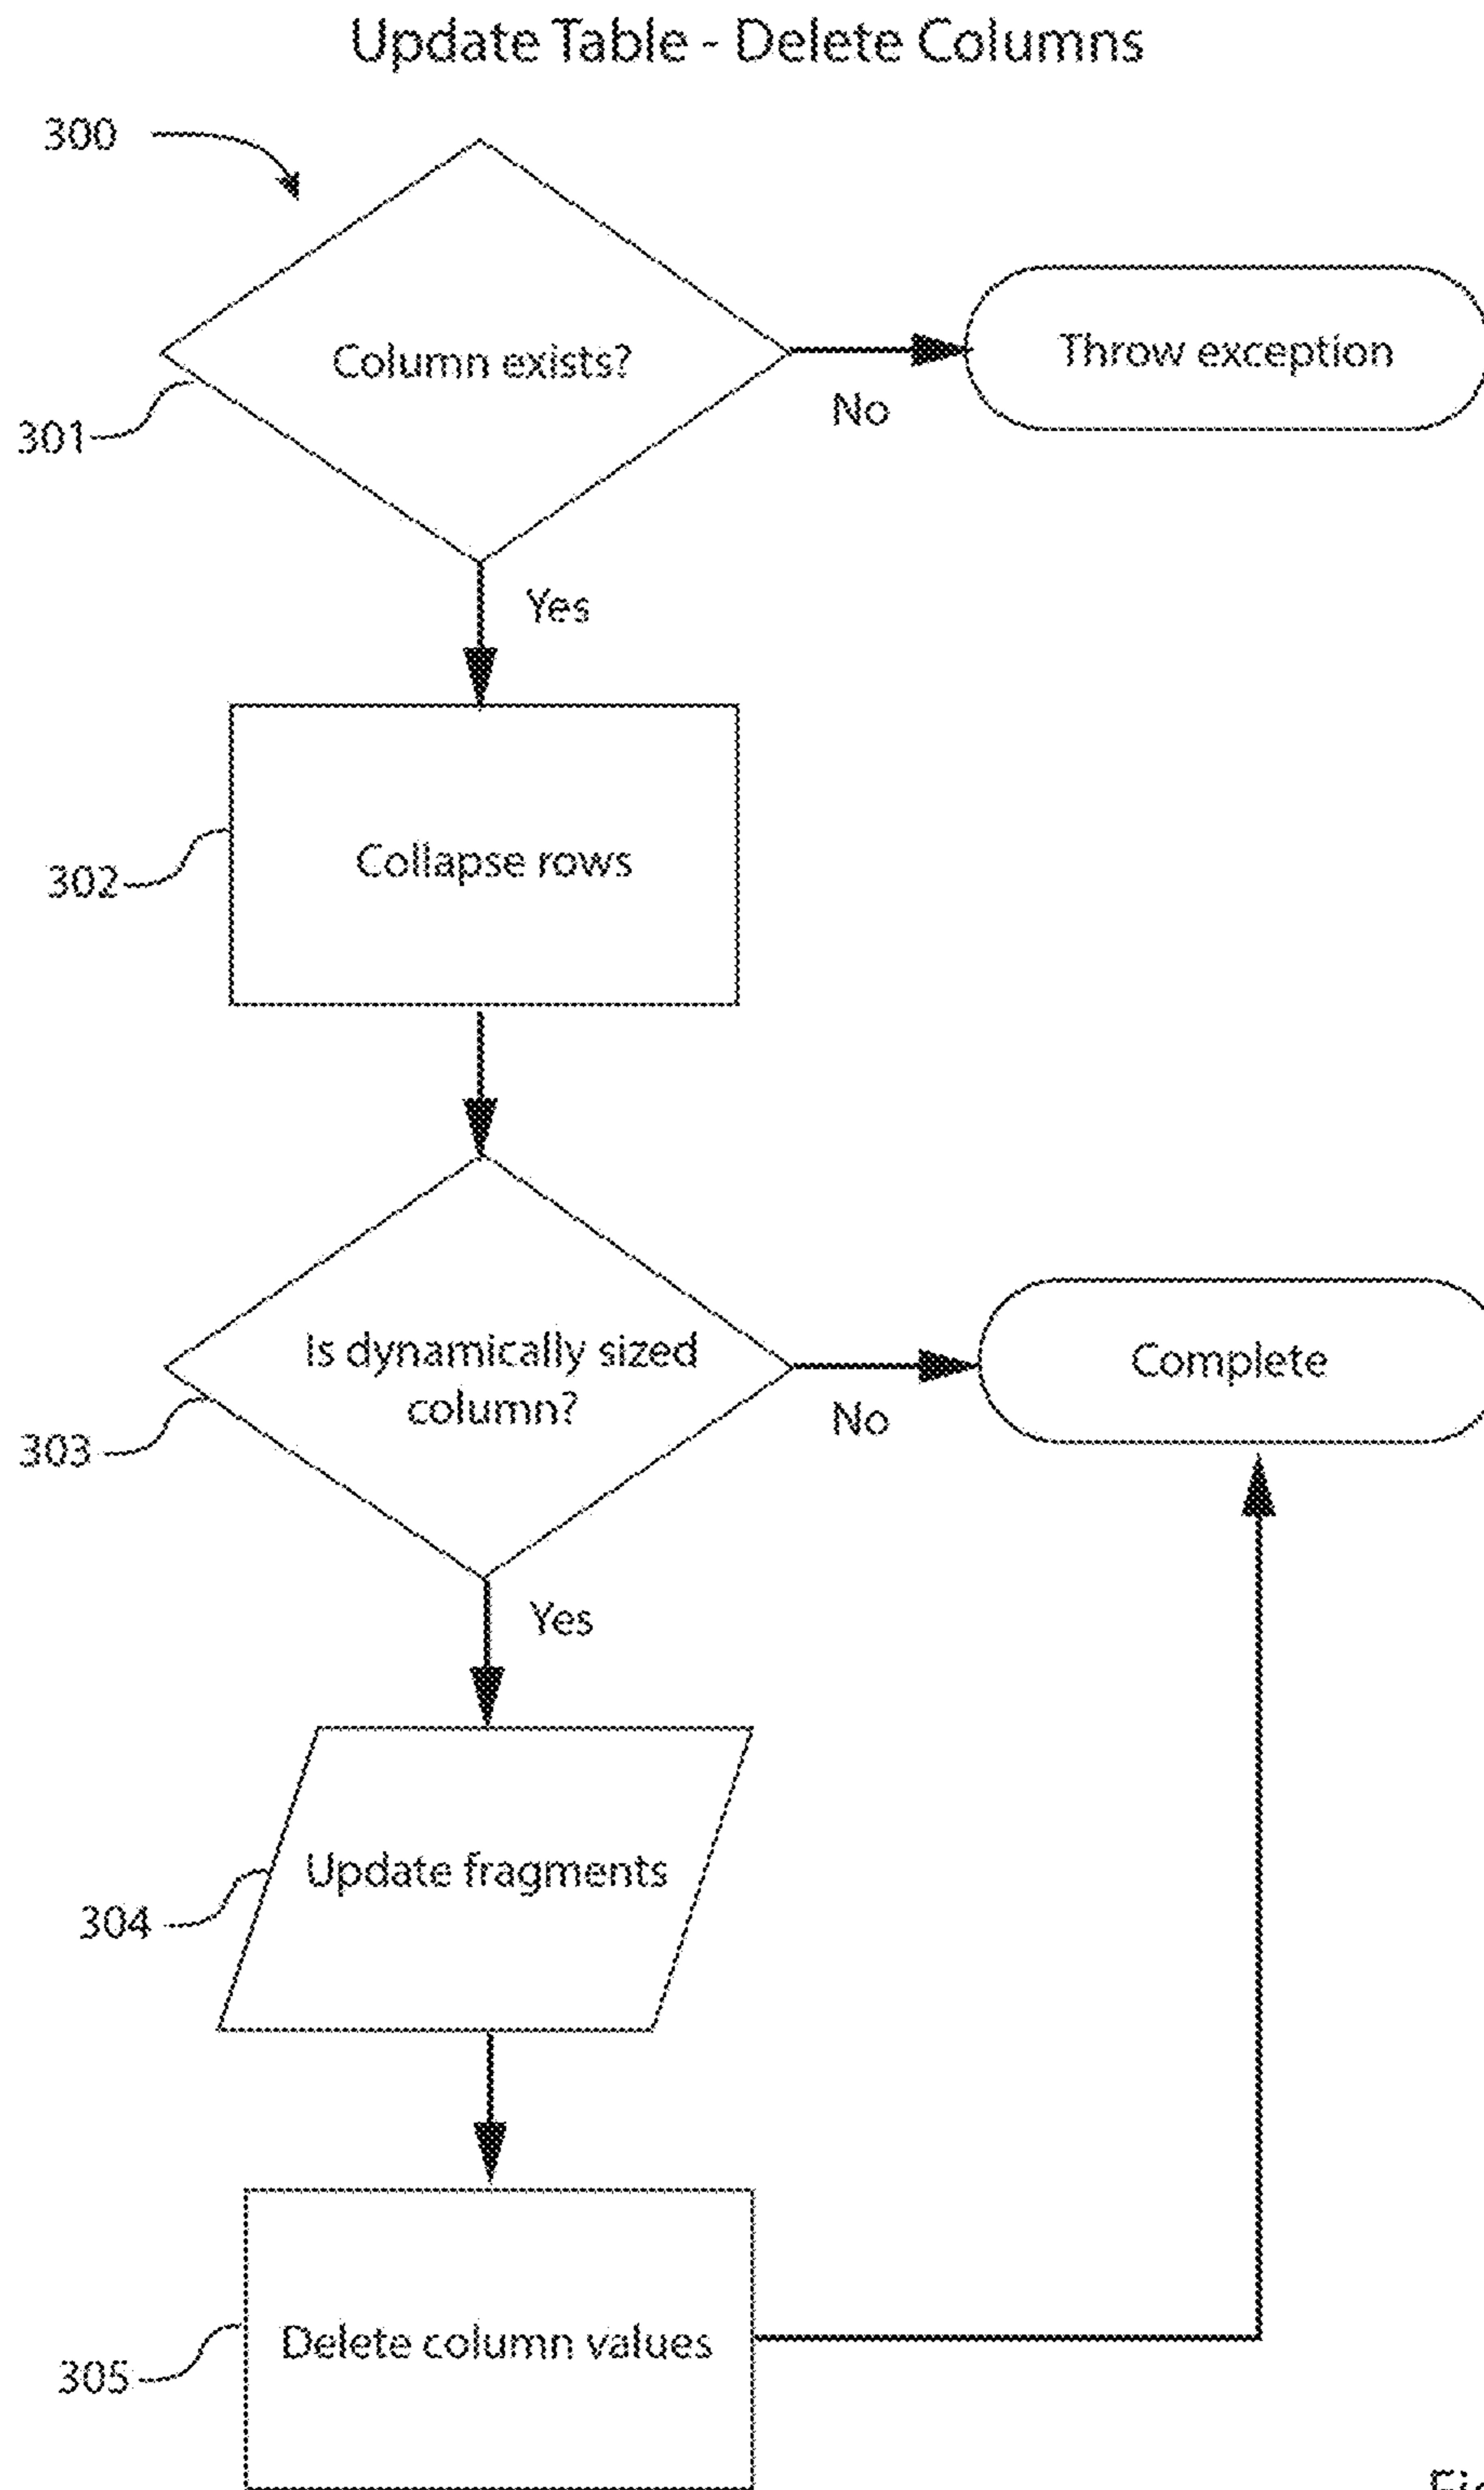 Update Table - Delete Columns
300
Column exists?
Throw exception
301
No
Yes
Collapse rows
302
Is dynamically sized
column?
Complete
303
No
Yes
Update fragments
304
Delete column values
305